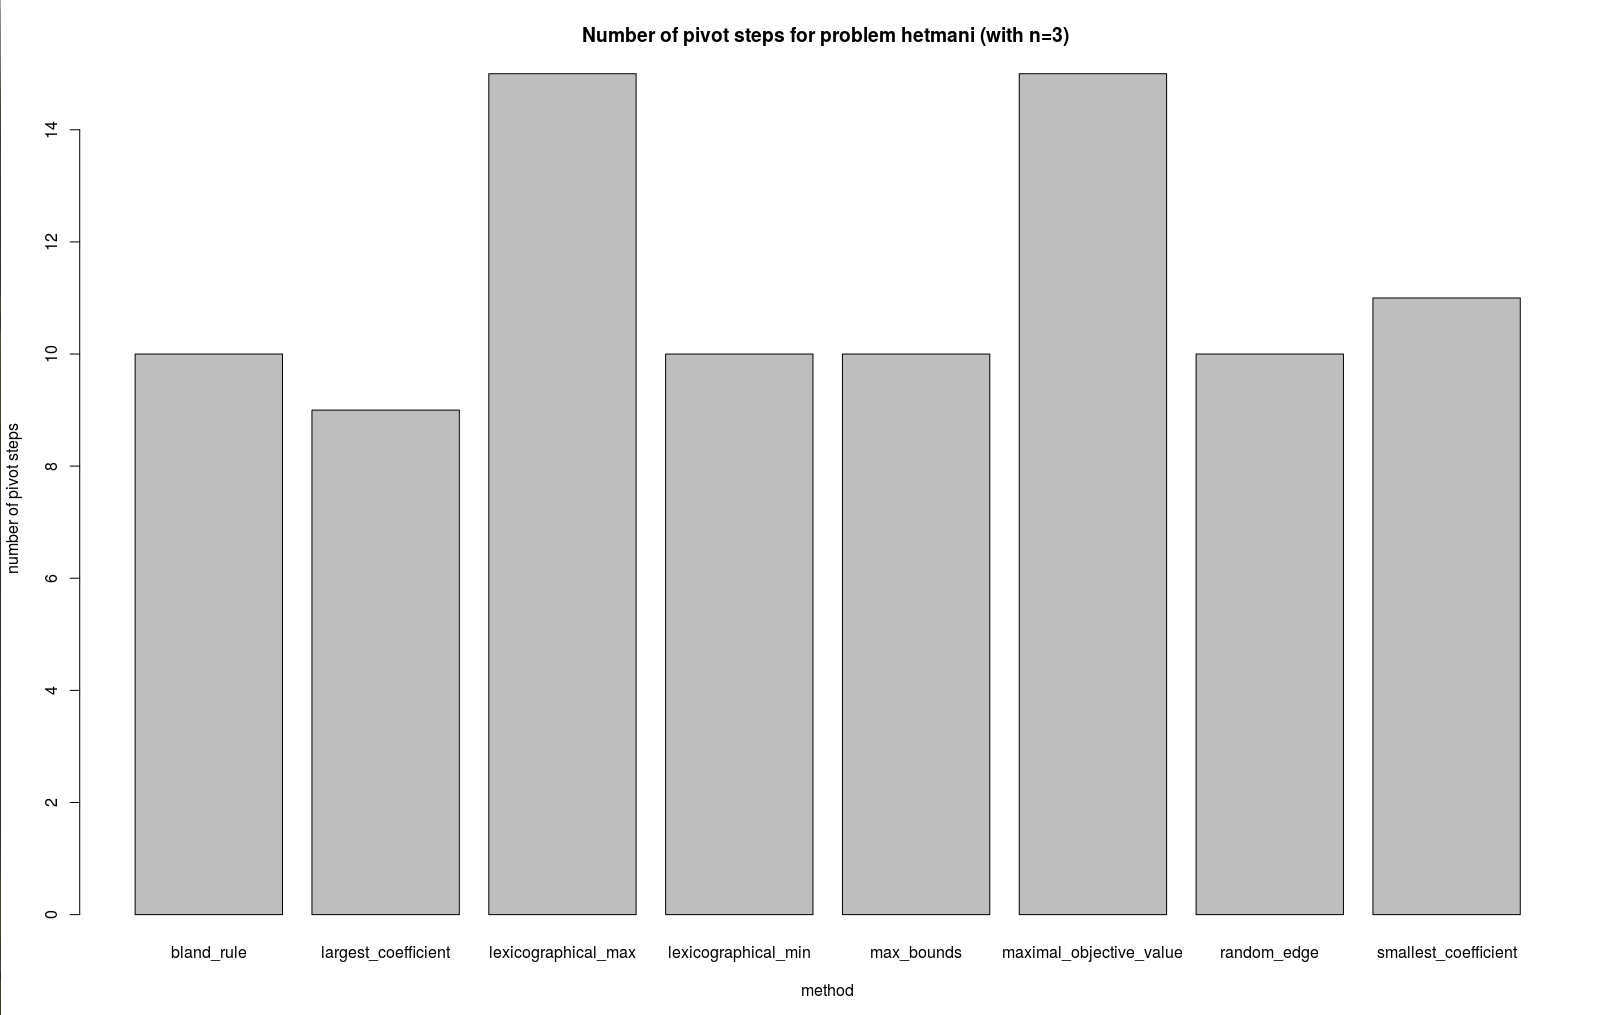 Number of pivot steps for problem hetmani (with n=3)
number of pivot steps
14
12
10
8
6
4
2
0
bland_rule largest_coefficient lexicographical_max lexicographical_min max_bounds maximal_objective_value random_edge smallest_coefficient
method